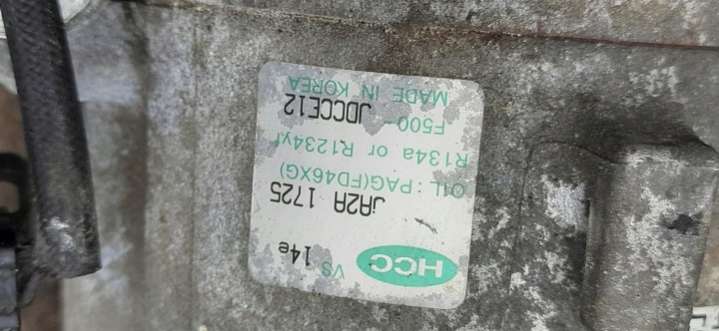 HCC VS 14e
jA2A 1725
OIL : PAG(FD46XG)
R134a or R1234yf
F500- JDCCE12
MADE IN KOREA